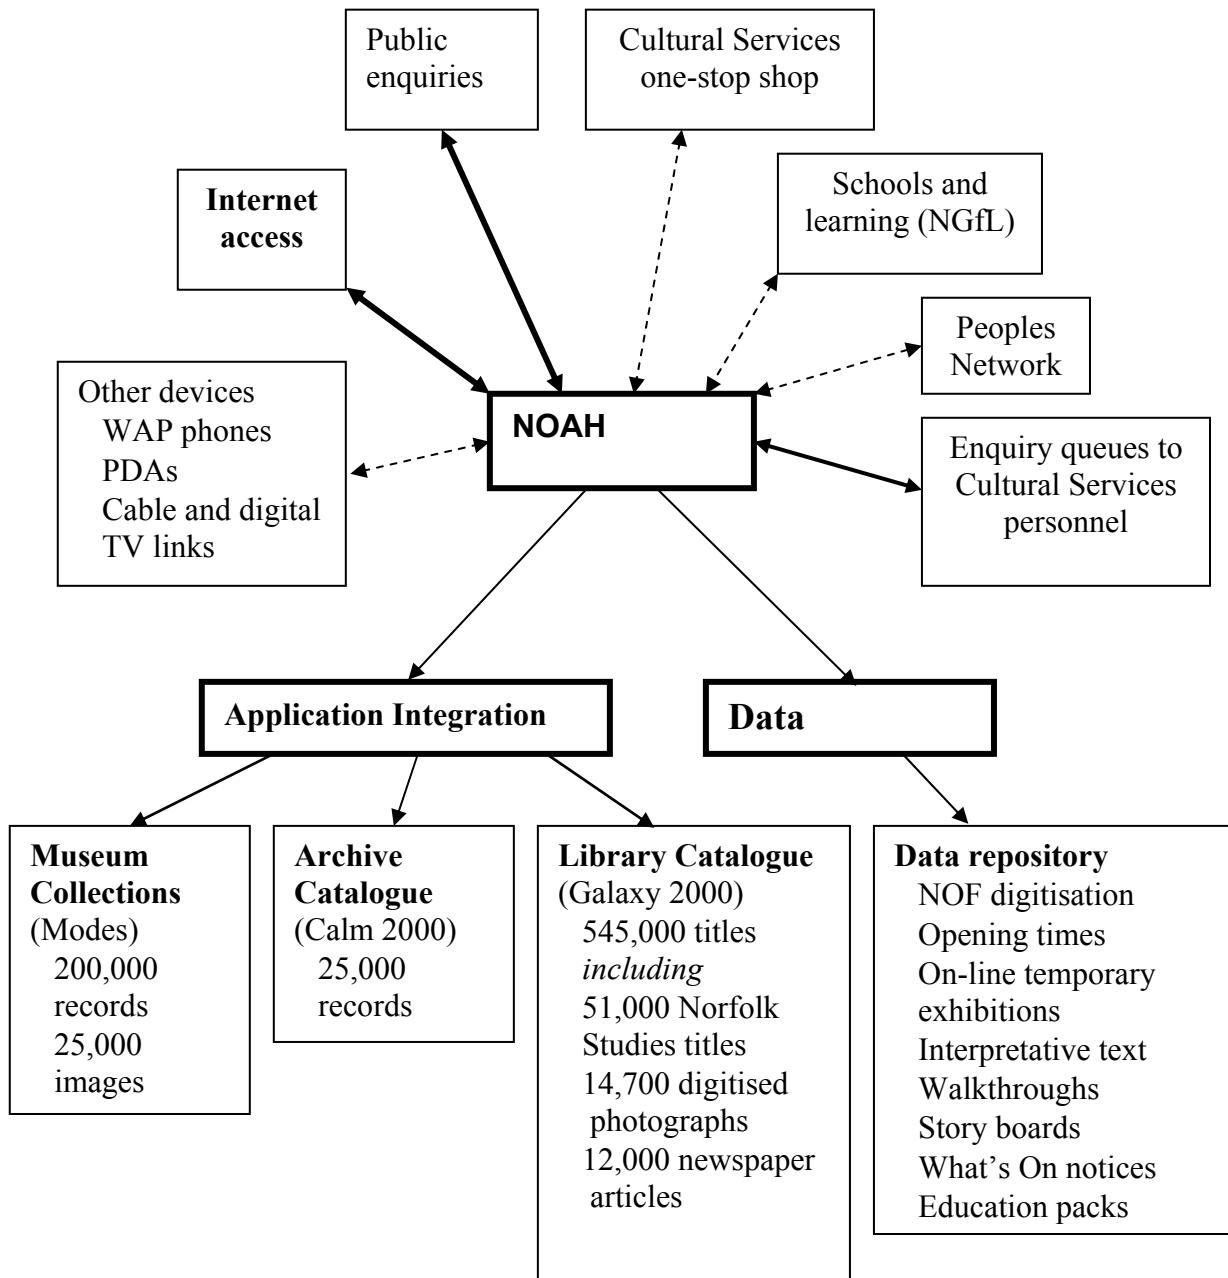 Public
enquiries
Cultural Services
one-stop shop
Internet
access
Schools and
learning (NGfL)
Peoples
Network
Other devices
WAP phones
PDAs
Cable and digital
TV links
NOAH
Enquiry queues to
Cultural Services
personnel
Application Integration
Data
Museum
Collections
(Modes)
200,000
records
25,000
images
Archive
Catalogue
(Calm 2000)
25,000
records
Library Catalogue
(Galaxy 2000)
545,000 titles
including
51,000 Norfolk
Studies titles
14,700 digitised
photographs
12,000 newspaper
articles
Data repository
NOF digitisation
Opening times
On-line temporary
exhibitions
Interpretative text
Walkthroughs
Story boards
What’s On notices
Education packs